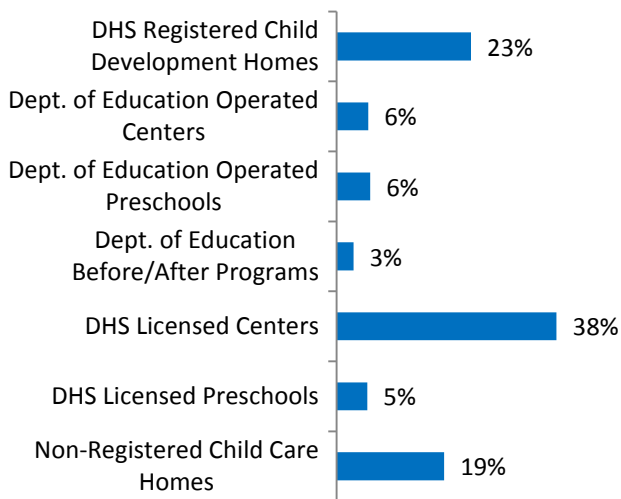 DHS Registered Child
Development Homes
23%
Dept. of Education Operated
Centers
6%
Dept. of Education Operated
Preschools
6%
Dept. of Education
Before/After Programs
3%
DHS Licensed Centers
38%
DHS Licensed Preschools
5%
Non-Registered Child Care
Homes
19%